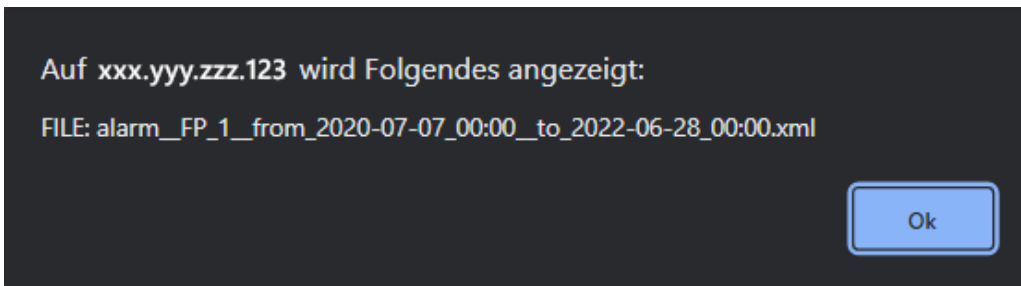 Auf xxx.yyy.zzz.123 wird Folgendes angezeigt:
FILE: alarm__FP_1__from_2020-07-07_00:00__to_2022-06-28_00:00.xml
Ok